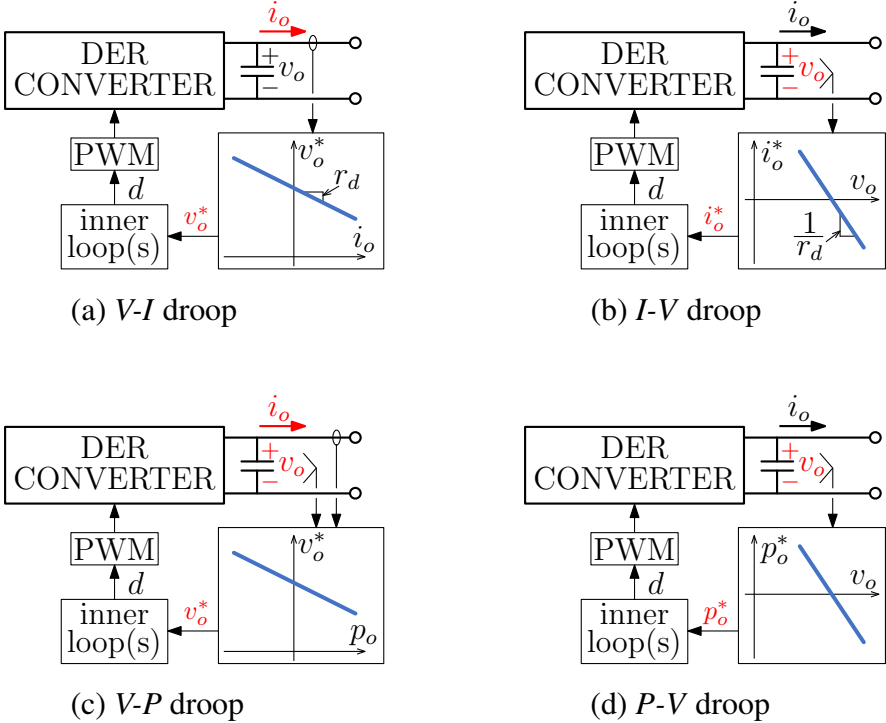 i_o
DER
CONVERTER
+
v_o
−
PWM
d
v_o^*
r_d
i_o
inner
loop(s)
v_o^*
(a) V-I droop
i_o
DER
CONVERTER
+
v_o
−
PWM
d
i_o^*
v_o
1
r_d
inner
loop(s)
i_o^*
(b) I-V droop
i_o
DER
CONVERTER
+
v_o
−
PWM
d
v_o^*
p_o
inner
loop(s)
v_o^*
(c) V-P droop
i_o
DER
CONVERTER
+
v_o
−
PWM
d
p_o^*
v_o
inner
loop(s)
p_o^*
(d) P-V droop